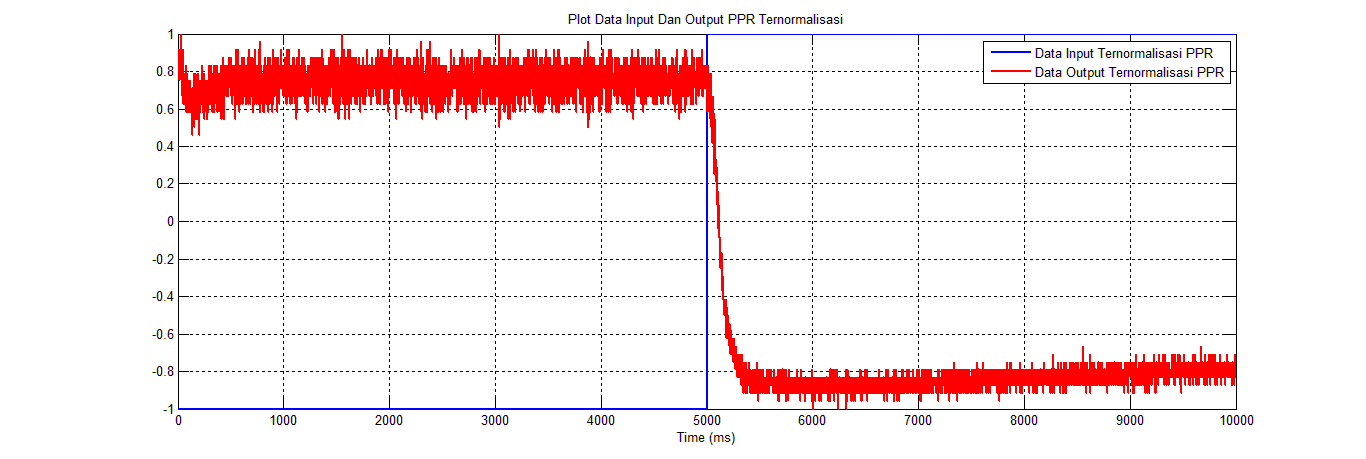 Plot Data Input Dan Output PPR Ternormalisasi
Data Input Ternormalisasi PPR
Data Output Ternormalisasi PPR
1
0.8
0.6
0.4
0.2
0
-0.2
-0.4
-0.6
-0.8
-1
0 1000 2000 3000 4000 5000 6000 7000 8000 9000 10000
Time (ms)